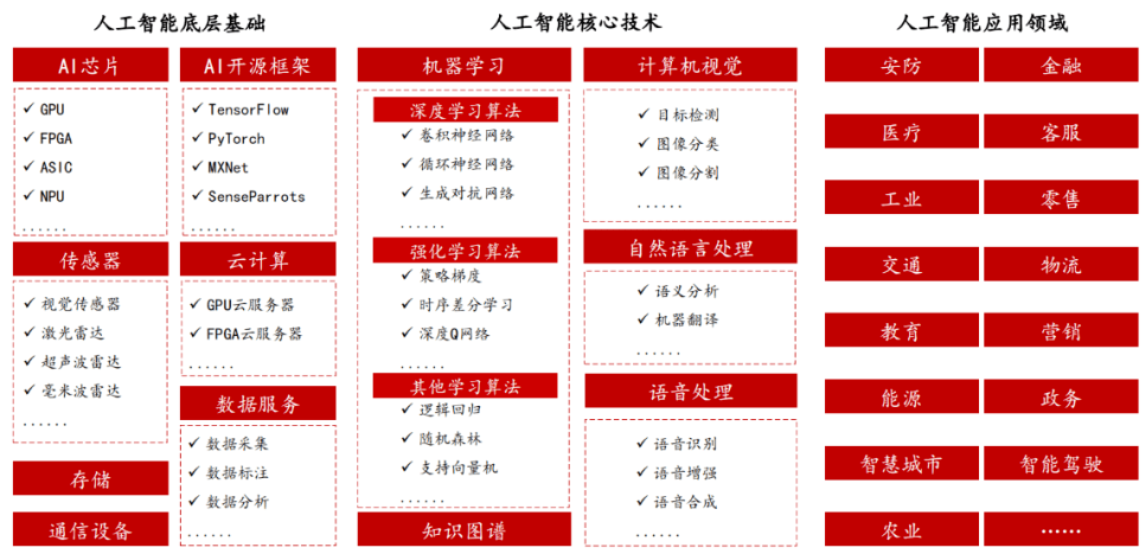 人工智能底层基础
AI芯片
✓ GPU
✓ FPGA
✓ ASIC
✓ NPU
......
传感器
✓ 视觉传感器
✓ 激光雷达
✓ 超声波雷达
✓ 毫米波雷达
......
存储
通信设备
AI开源框架
✓ TensorFlow
✓ PyTorch
✓ MXNet
✓ SenseParrots
......
云计算
✓ GPU云服务器
✓ FPGA云服务器
......
数据服务
✓ 数据采集
✓ 数据标注
✓ 数据分析
......
人工智能核心技术
机器学习
深度学习算法
✓ 卷积神经网络
✓ 循环神经网络
✓ 生成对抗网络
......
强化学习算法
✓ 策略梯度
✓ 时序差分学习
✓ 深度Q网络
......
其他学习算法
✓ 逻辑回归
✓ 随机森林
✓ 支持向量机
......
知识图谱
计算机视觉
✓ 目标检测
✓ 图像分类
✓ 图像分割
......
自然语言处理
✓ 语义分析
✓ 机器翻译
......
语音处理
✓ 语音识别
✓ 语音增强
✓ 语音合成
......
人工智能应用领域
安防
金融
医疗
客服
工业
零售
交通
物流
教育
营销
能源
政务
智慧城市
智能驾驶
农业
……